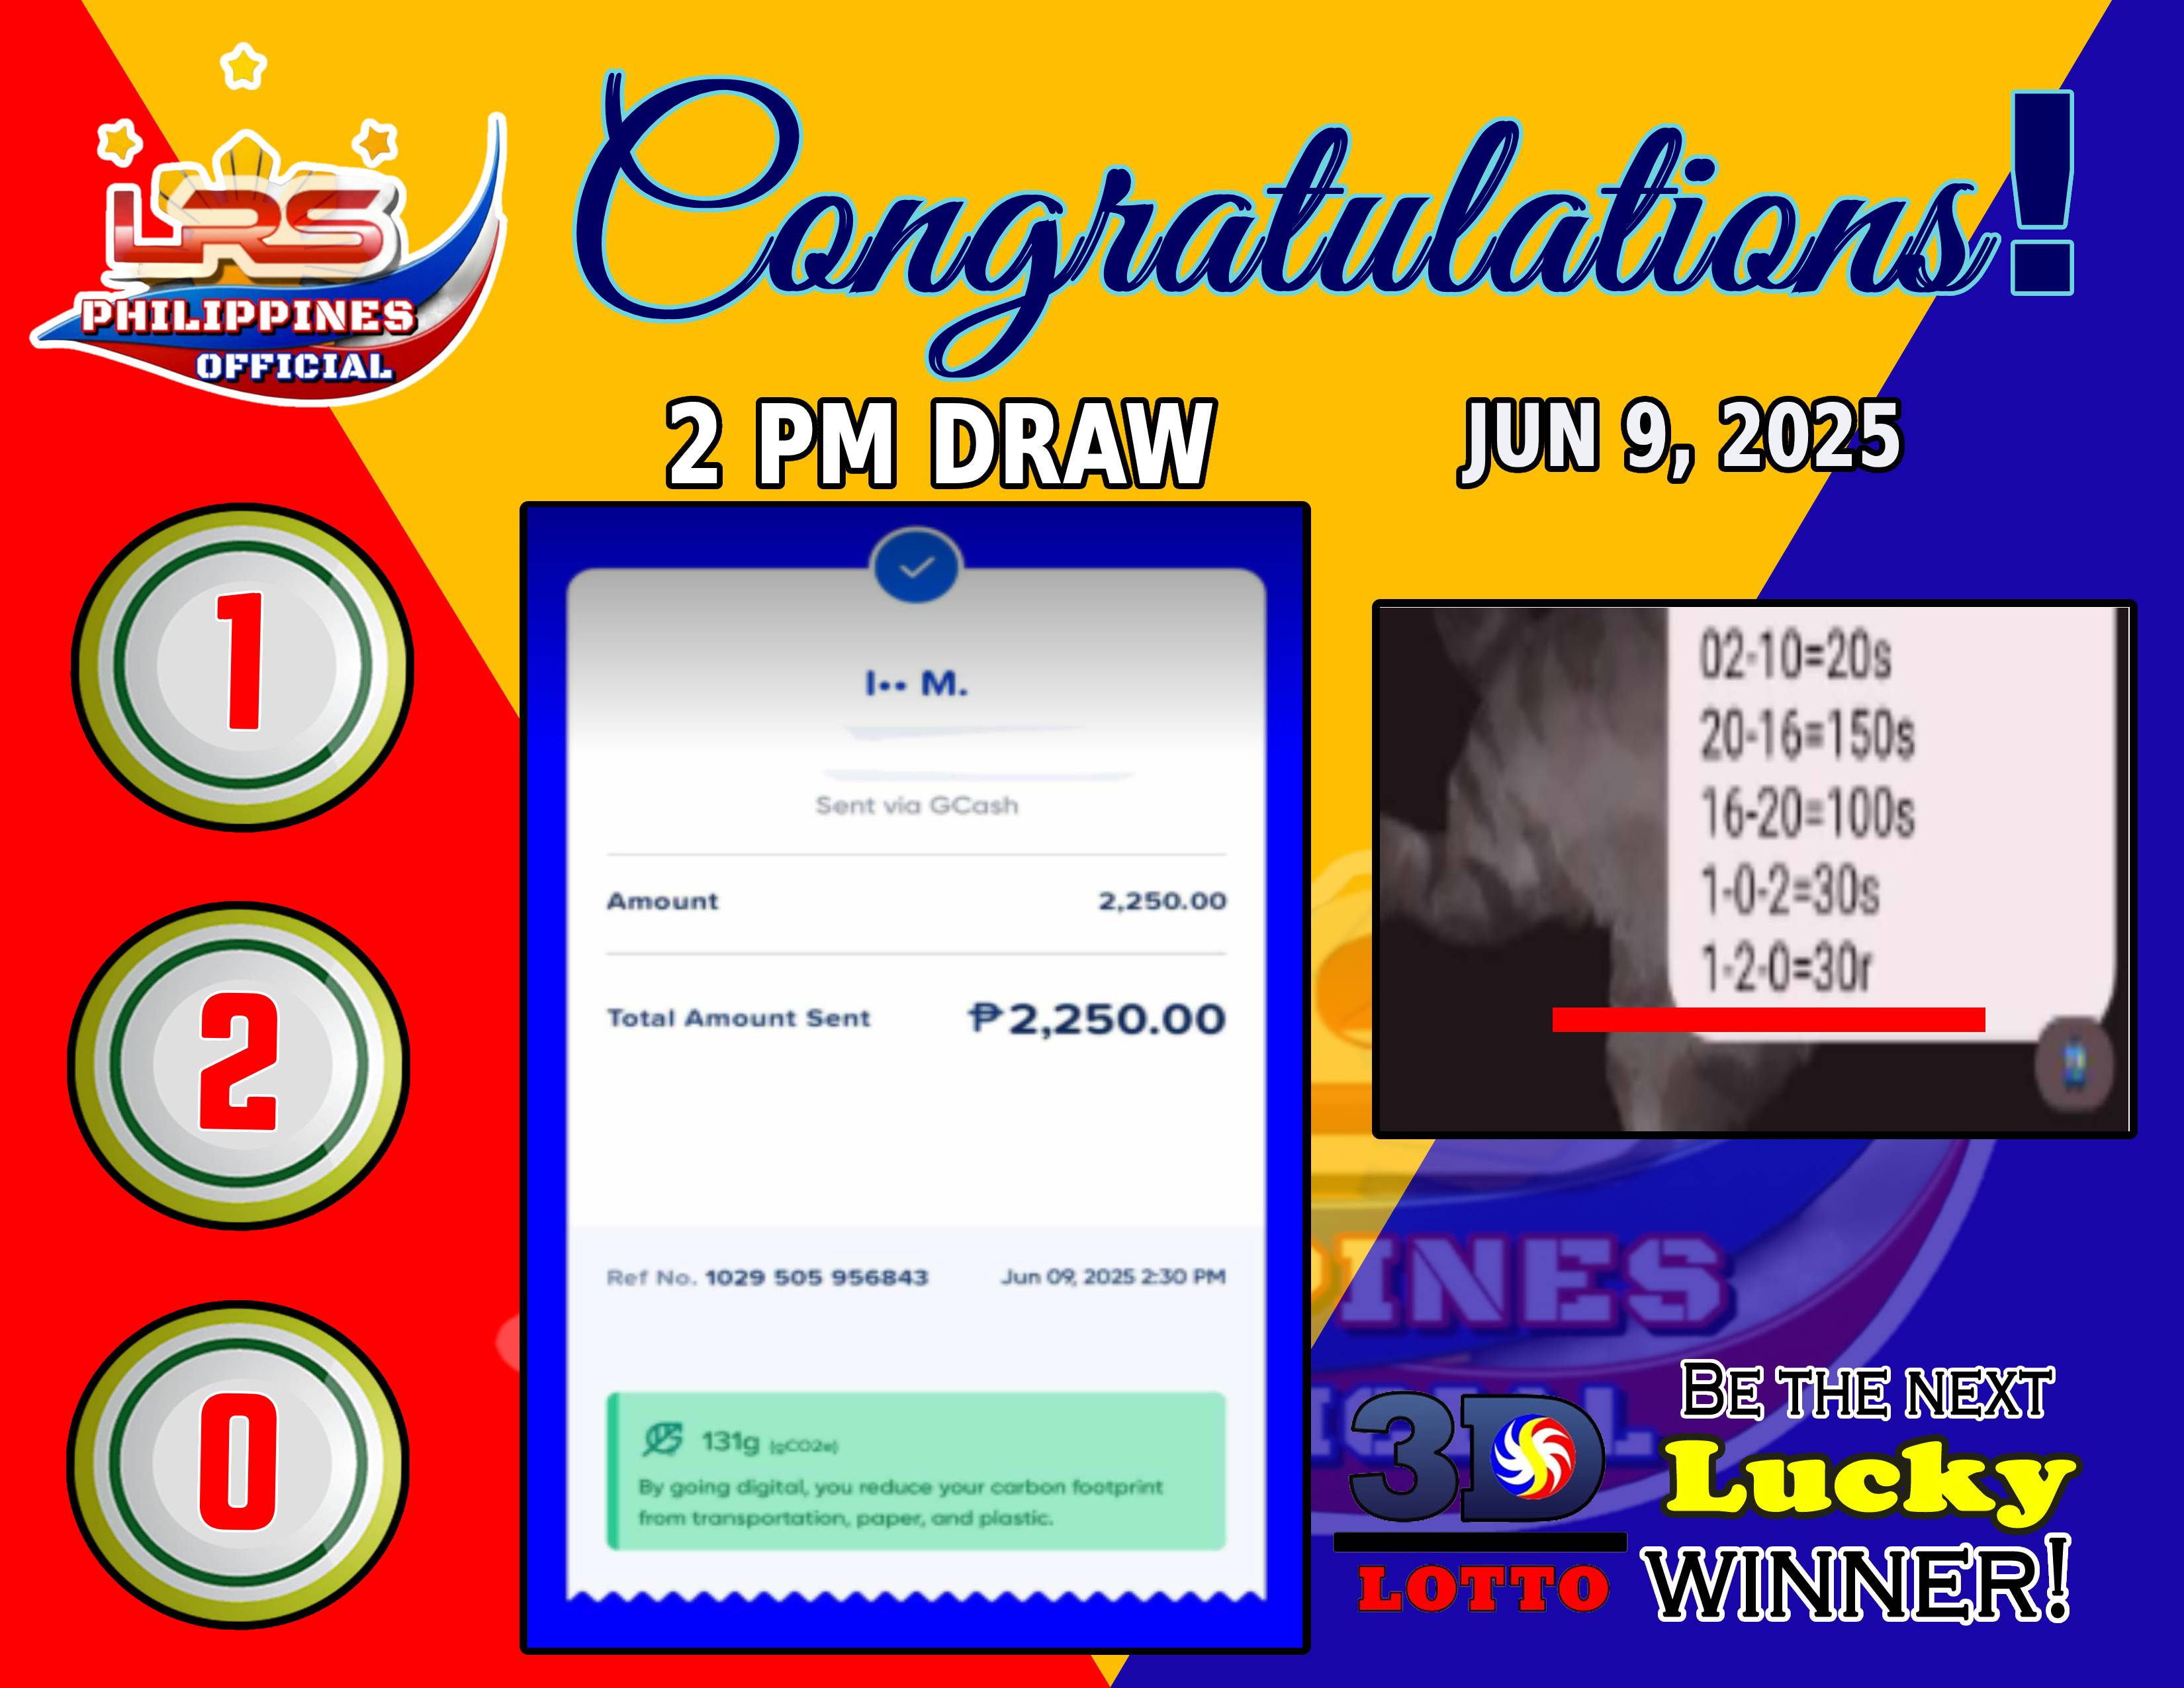 LRS
PHILIPPINES
OFFICIAL
Congratulations!
2 PM DRAW
JUN 9, 2025
1
2
0
I•• M.
Sent via GCash
Amount 2,250.00
Total Amount Sent ₱2,250.00
Ref No. 1029 505 956843 Jun 09, 2025 2:30 PM
131g (gCO2e)
By going digital, you reduce your carbon footprint
from transportation, paper, and plastic.
02-10=20s
20-16=150s
16-20=100s
1-0-2=30s
1-2-0=30r
PINES
ICIAL
3D
LOTTO
BE THE NEXT
Lucky
WINNER!